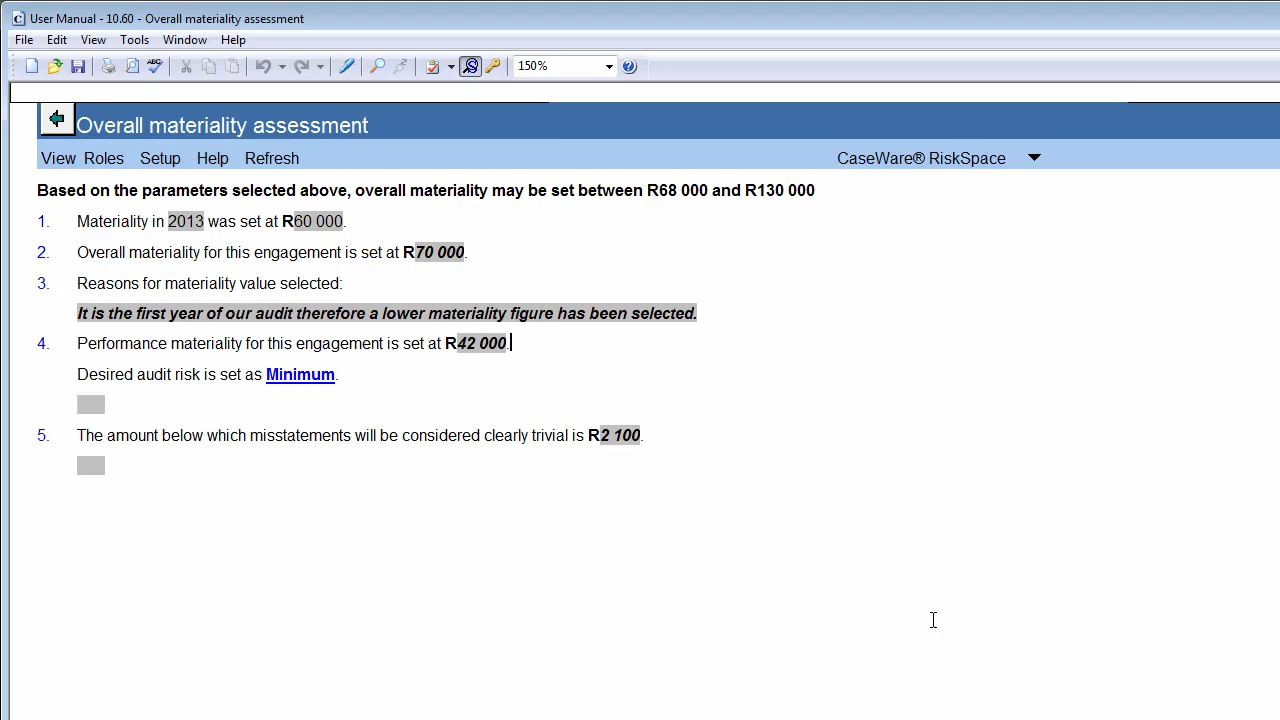 User Manual - 10.60 - Overall materiality assessment
File Edit View Tools Window Help
ABC 150%
Overall materiality assessment
View Roles Setup Help Refresh CaseWare® RiskSpace
Based on the parameters selected above, overall materiality may be set between R68 000 and R130 000
1. Materiality in 2013 was set at R60 000.
2. Overall materiality for this engagement is set at R70 000.
3. Reasons for materiality value selected:
It is the first year of our audit therefore a lower materiality figure has been selected.
4. Performance materiality for this engagement is set at R42 000.
Desired audit risk is set as Minimum.
5. The amount below which misstatements will be considered clearly trivial is R2 100.